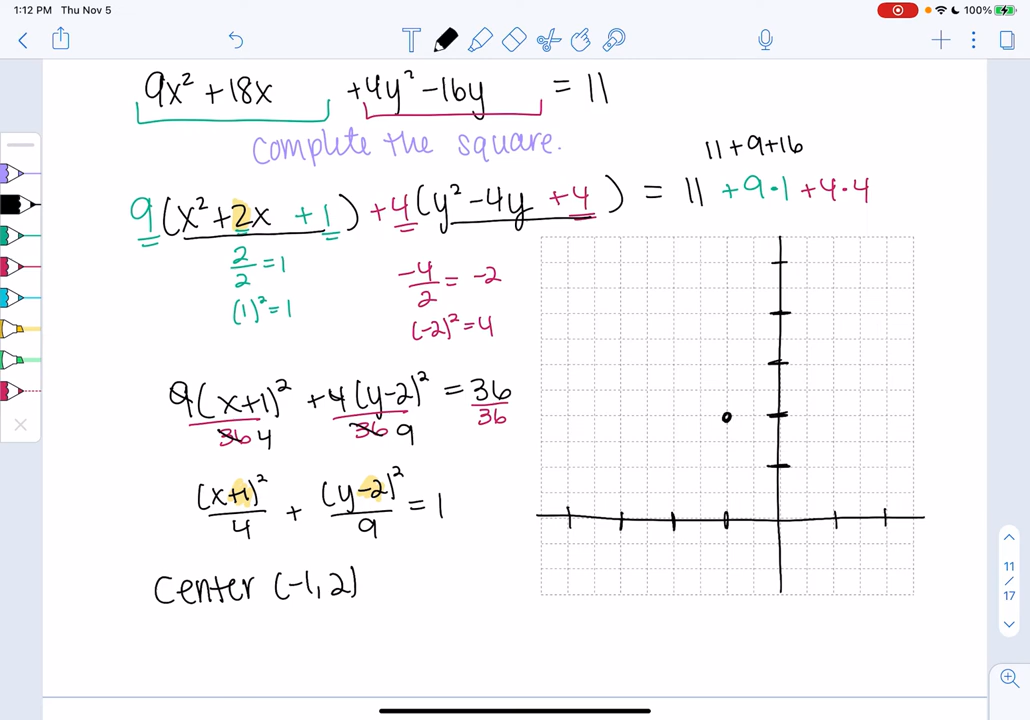 1:12 PM Thu Nov 5 100%
9x² + 18x + 4y² - 16y = 11
Complete the square.
11 + 9 + 16
9(x² + 2x + 1) + 4(y² - 4y + 4) = 11 + 9·1 + 4·4
2/2 = 1 -4/2 = -2
(1)² = 1 (-2)² = 4
9(x+1)²/36 4 + 4(y-2)²/36 9 = 36/36
(x+1)²/4 + (y-2)²/9 = 1
Center (-1, 2)
11
/
17
T